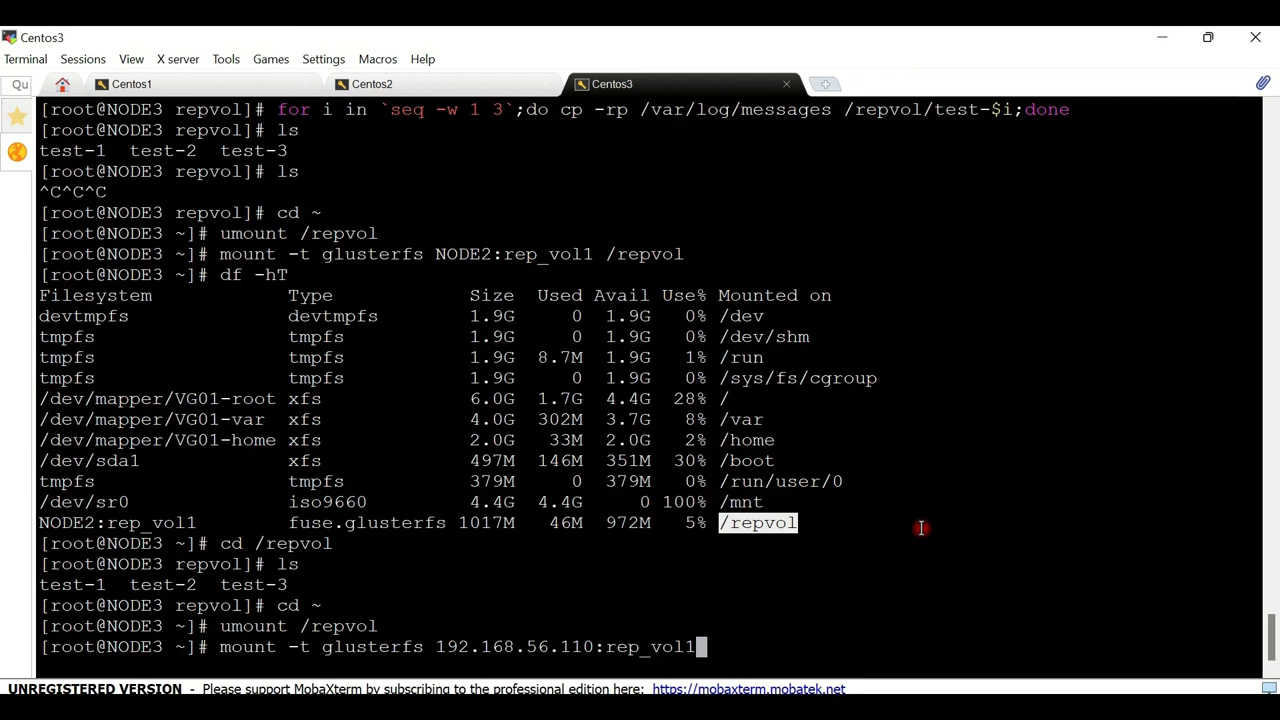 Centos3
Terminal Sessions View X server Tools Games Settings Macros Help
Qu Centos1 Centos2 Centos3
[root@NODE3 repvol]# for i in `seq -w 1 3`;do cp -rp /var/log/messages /repvol/test-$i;done
[root@NODE3 repvol]# ls
test-1 test-2 test-3
[root@NODE3 repvol]# ls
^C^C^C
[root@NODE3 repvol]# cd ~
[root@NODE3 ~]# umount /repvol
[root@NODE3 ~]# mount -t glusterfs NODE2:rep_vol1 /repvol
[root@NODE3 ~]# df -hT
Filesystem Type Size Used Avail Use% Mounted on
devtmpfs devtmpfs 1.9G 0 1.9G 0% /dev
tmpfs tmpfs 1.9G 0 1.9G 0% /dev/shm
tmpfs tmpfs 1.9G 8.7M 1.9G 1% /run
tmpfs tmpfs 1.9G 0 1.9G 0% /sys/fs/cgroup
/dev/mapper/VG01-root xfs 6.0G 1.7G 4.4G 28% /
/dev/mapper/VG01-var xfs 4.0G 302M 3.7G 8% /var
/dev/mapper/VG01-home xfs 2.0G 33M 2.0G 2% /home
/dev/sda1 xfs 497M 146M 351M 30% /boot
tmpfs tmpfs 379M 0 379M 0% /run/user/0
/dev/sr0 iso9660 4.4G 4.4G 0 100% /mnt
NODE2:rep_vol1 fuse.glusterfs 1017M 46M 972M 5% /repvol
[root@NODE3 ~]# cd /repvol
[root@NODE3 repvol]# ls
test-1 test-2 test-3
[root@NODE3 repvol]# cd ~
[root@NODE3 ~]# umount /repvol
[root@NODE3 ~]# mount -t glusterfs 192.168.56.110:rep_vol1
UNREGISTERED VERSION - Please support MobaXterm by subscribing to the professional edition here: https://mobaxterm.mobatek.net